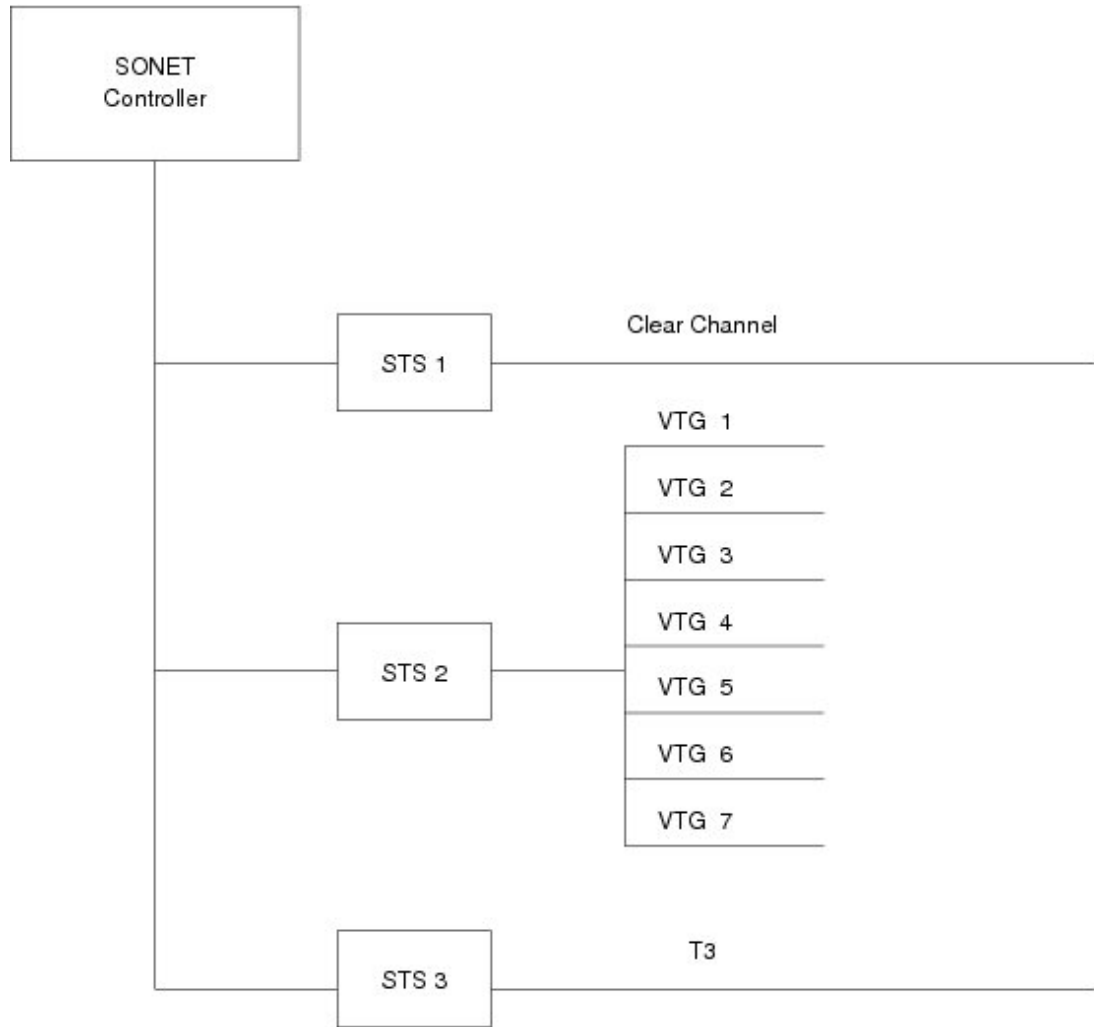 SONET
Controller
Clear Channel
STS 1
VTG 1
VTG 2
VTG 3
VTG 4
STS 2
VTG 5
VTG 6
VTG 7
T3
STS 3